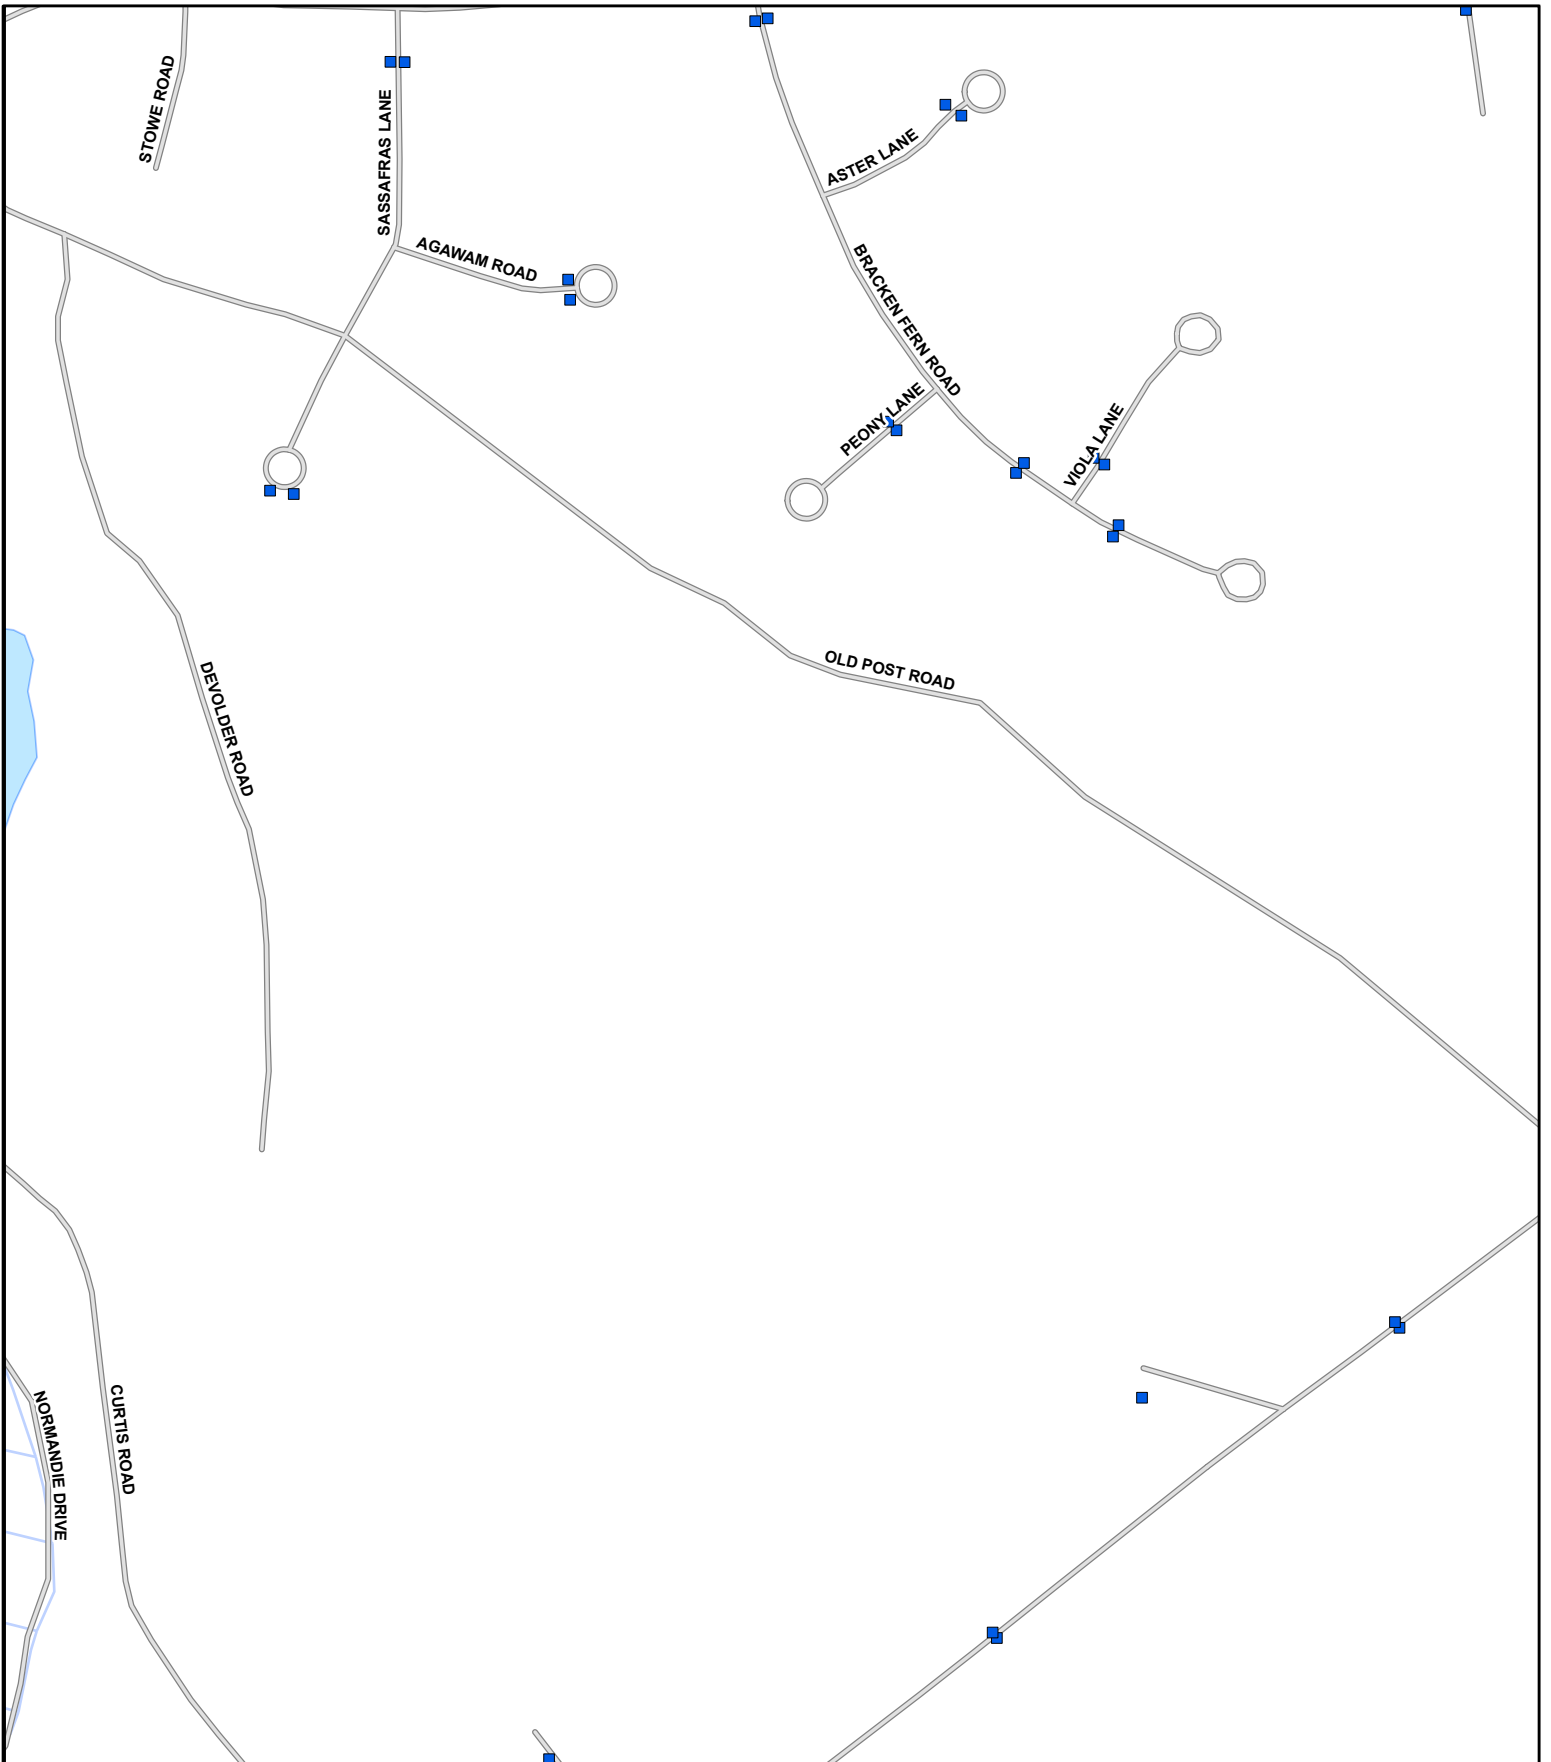 STOWE ROAD
SASSAFRAS LANE
ASTER LANE
AGAWAM ROAD
BRACKEN FERN ROAD
PEONY LANE
VIOLA LANE
OLD POST ROAD
DEVOLDER ROAD
NORMANDIE DRIVE
CURTIS ROAD